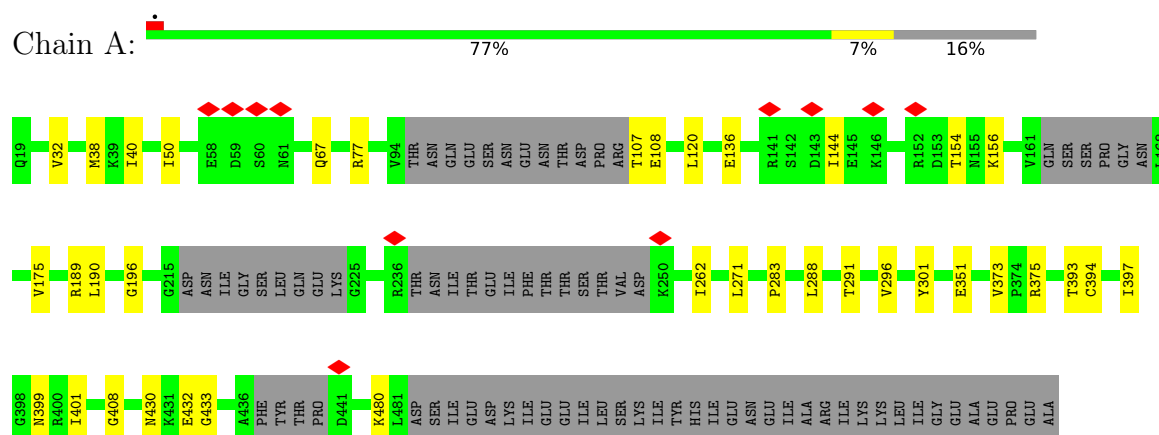 Chain A:
77% 7% 16%
Q19 V32 M38 K39 I40 I50 E58 D59 S60 N61 Q67 R77 V94 THR ASN GLN GLU SER ASN GLU ASN THR ASP PRO ARG T107 E108 L120 E136 R141 S142 D143 I144 E145 K146 R152 D153 T154 N155 K156 V161 GLN SER SER PRO GLY ASN
V175 R189 L190 G196 G215 ASP ASN ILE GLY SER LEU GLN GLU LYS G225 R236 THR ASN ILE THR GLU ILE PHE THR THR SER THR VAL ASP K250 I262 L271 P283 L288 T291 V296 Y301 E351 V373 P374 R375 T393 C394 I397
G398 N399 R400 I401 G408 N430 K431 E432 G433 A436 PHE TYR THR PRO D441 K480 L481 ASP SER ILE GLU ASP LYS ILE GLU GLU ILE LEU SER LYS ILE TYR HIS ILE GLU ASN GLU ILE ALA ARG ILE LYS LYS LEU ILE GLY GLU ALA GLU PRO GLU ALA